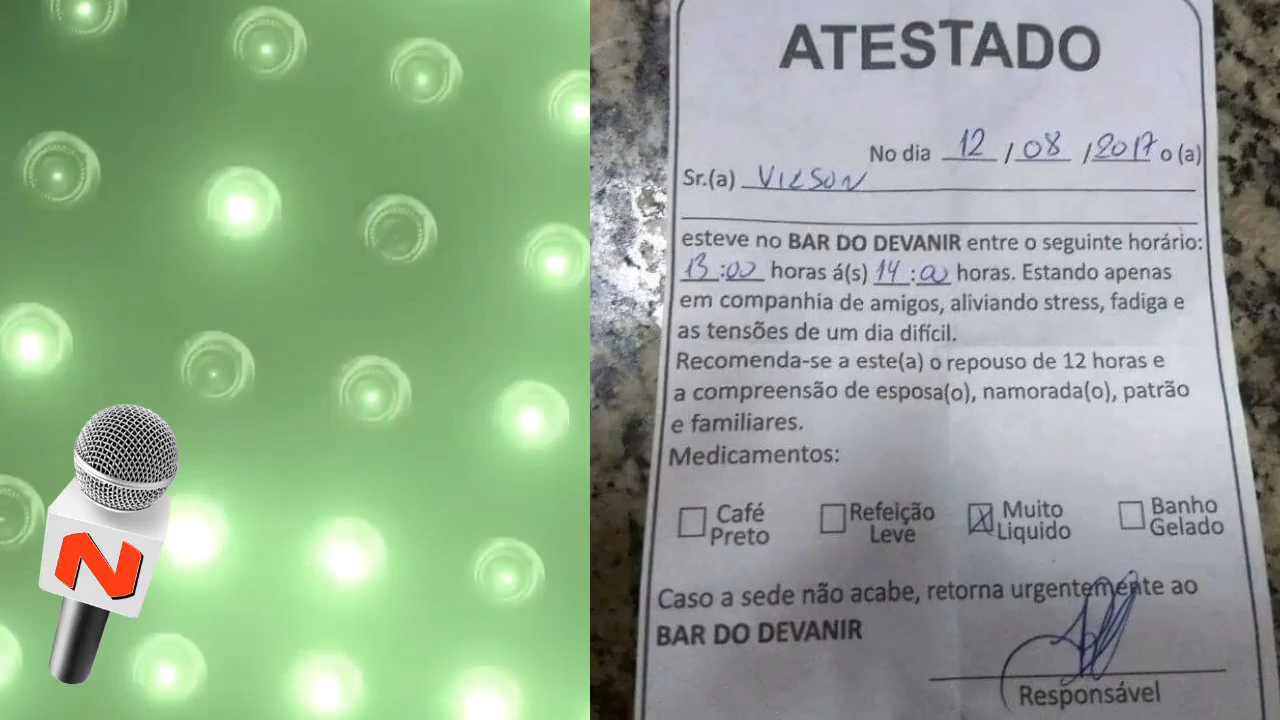 N
ATESTADO
No dia 12 / 08 / 2017 o (a)
Sr.(a) VILSON
esteve no BAR DO DEVANIR entre o seguinte horário:
13:00 horas á(s) 14:00 horas. Estando apenas
em companhia de amigos, aliviando stress, fadiga e
as tensões de um dia difícil.
Recomenda-se a este(a) o repouso de 12 horas e
a compreensão de esposa(o), namorada(o), patrão
e familiares.
Medicamentos:
Café Refeição Muito Banho
Preto Leve Liquido Gelado
Caso a sede não acabe, retorna urgentemente ao
BAR DO DEVANIR
Responsável